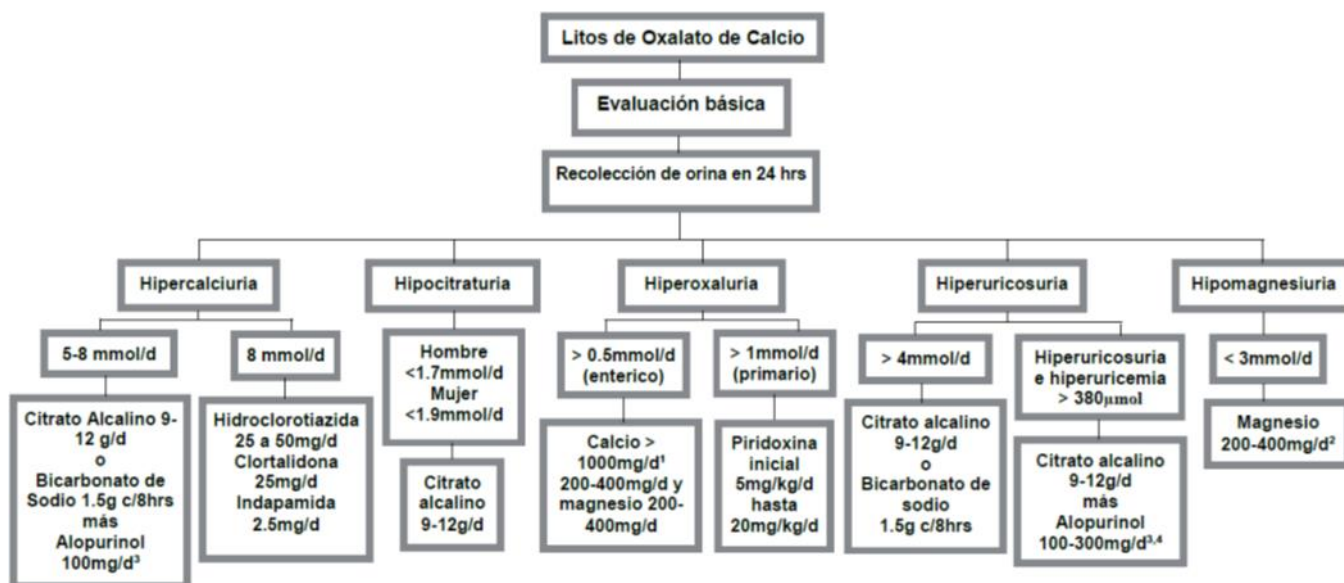 Litos de Oxalato de Calcio
Evaluación básica
Recolección de orina en 24 hrs
Hipercalciuria
Hipocitraturia
Hiperoxaluria
Hiperuricosuria
Hipomagnesiuria
5-8 mmol/d
8 mmol/d
Hombre
<1.7mmol/d
Mujer
<1.9mmol/d
> 0.5mmol/d
(enterico)
> 1mmol/d
(primario)
> 4mmol/d
Hiperuricosuria
e hiperuricemia
> 380µmol
< 3mmol/d
Citrato Alcalino 9-
12 g/d
o
Bicarbonato de
Sodio 1.5g c/8hrs
más
Alopurinol
100mg/d³
Hidroclorotiazida
25 a 50mg/d
Clortalidona
25mg/d
Indapamida
2.5mg/d
Citrato
alcalino
9-12g/d
Calcio >
1000mg/d¹
200-400mg/d y
magnesio 200-
400mg/d
Piridoxina
inicial
5mg/kg/d
hasta
20mg/kg/d
Citrato alcalino
9-12g/d
o
Bicarbonato de
sodio
1.5g c/8hrs
Citrato alcalino
9-12g/d
más
Alopurinol
100-300mg/d³,⁴
Magnesio
200-400mg/d²